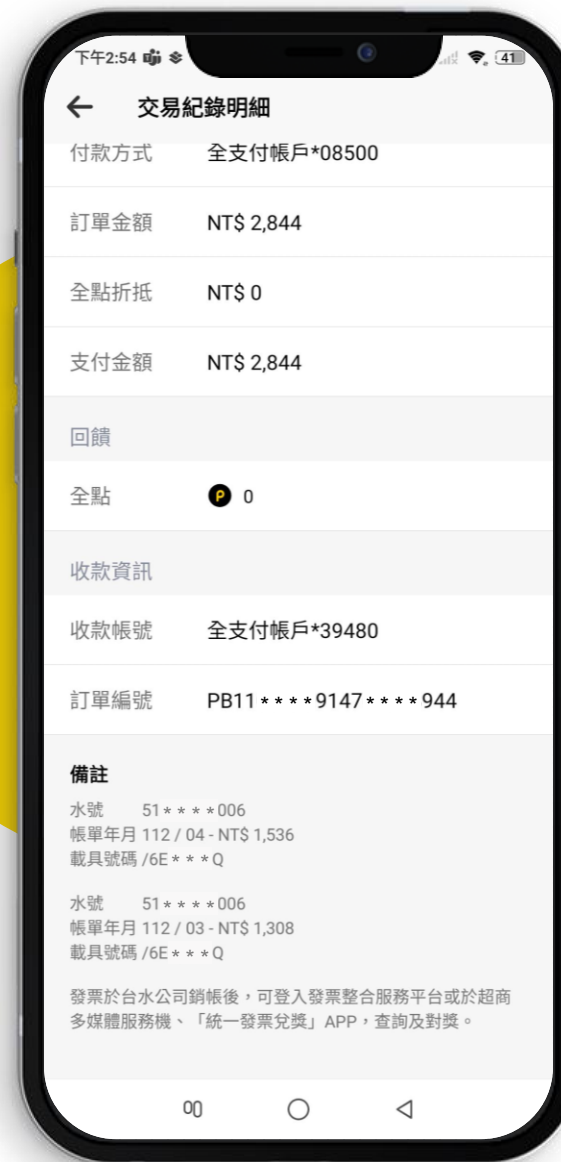 下午2:54
41
交易紀錄明細
付款方式 全支付帳戶*08500
訂單金額 NT$ 2,844
全點折抵 NT$ 0
支付金額 NT$ 2,844
回饋
全點 P 0
收款資訊
收款帳號 全支付帳戶*39480
訂單編號 PB11****9147****944
備註
水號 51****006
帳單年月 112 / 04 - NT$ 1,536
載具號碼 /6E***Q
水號 51****006
帳單年月 112 / 03 - NT$ 1,308
載具號碼 /6E***Q
發票於台水公司銷帳後，可登入發票整合服務平台或於超商
多媒體服務機、「統一發票兌獎」APP，查詢及對獎。